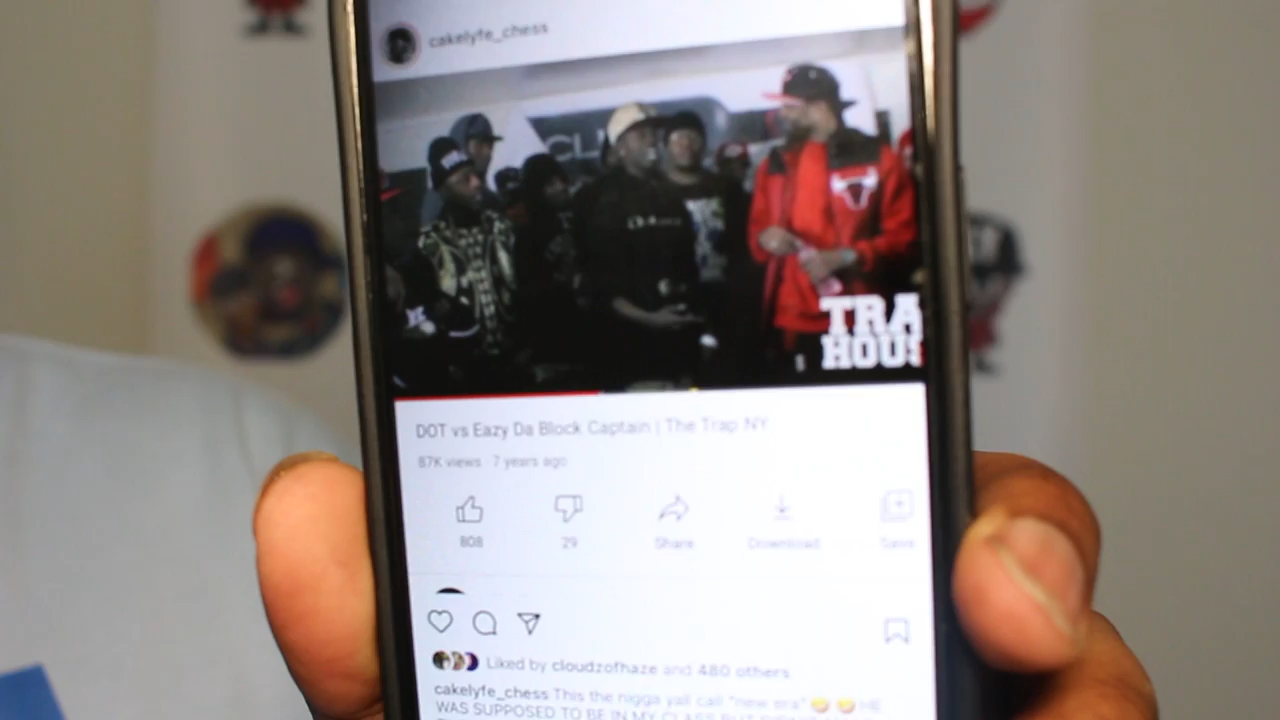 cakelyfe_chess
CL
TRA
HOUS
DOT vs Eazy Da Block Captain | The Trap NY
87K views 7 years ago
808
29
Share
Download
Save
Liked by cloudzofhaze and 480 others
cakelyfe_chess This the nigga yall call "new era" 🤣 🤣 HE
WAS SUPPOSED TO BE IN MY CLASS BUT